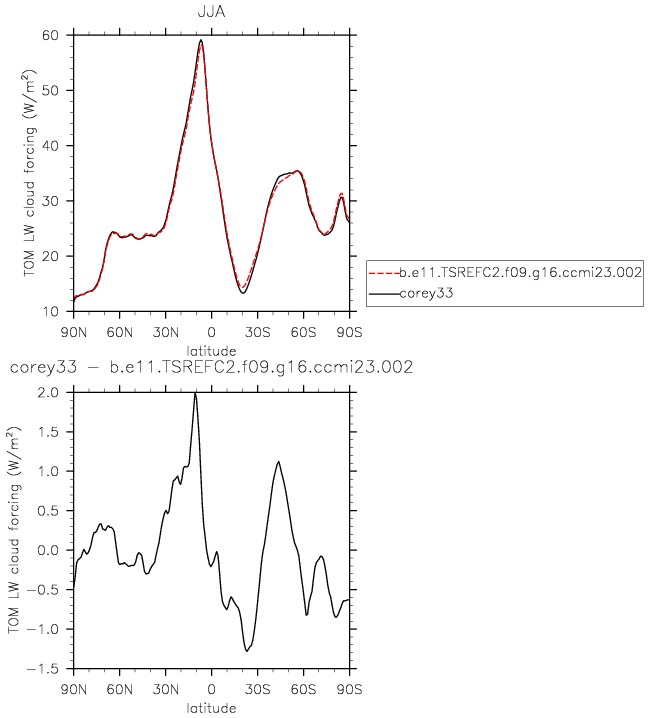 JJA
TOM LW cloud forcing (W/m²)
60
50
40
30
20
10
90N 60N 30N 0 30S 60S 90S
latitude
b.e11.TSREFC2.f09.g16.ccmi23.002
corey33
corey33 − b.e11.TSREFC2.f09.g16.ccmi23.002
TOM LW cloud forcing (W/m²)
2.0
1.5
1.0
0.5
0.0
−0.5
−1.0
−1.5
90N 60N 30N 0 30S 60S 90S
latitude